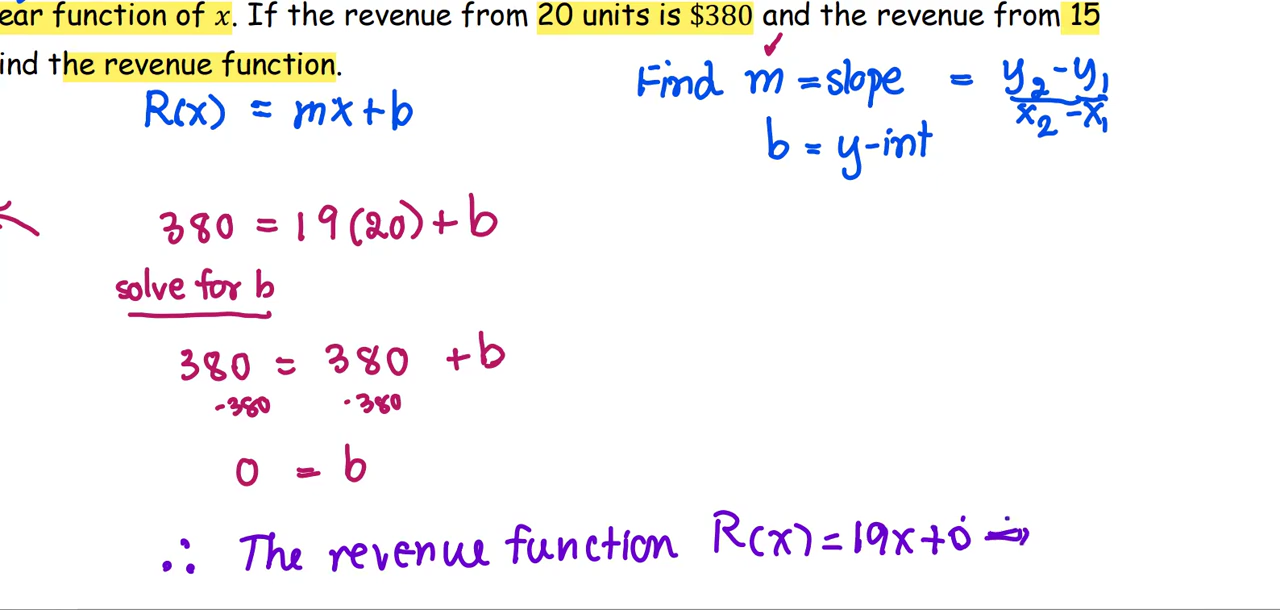 ear function of x. If the revenue from 20 units is $380 and the revenue from 15
ind the revenue function.
R(x) = mx + b
Find m = slope = y₂ - y₁ / x₂ - x₁
b = y-int
380 = 19(20) + b
solve for b
380 = 380 + b
-380 -380
0 = b
∴ The revenue function R(x) = 19x + 0 ⇒